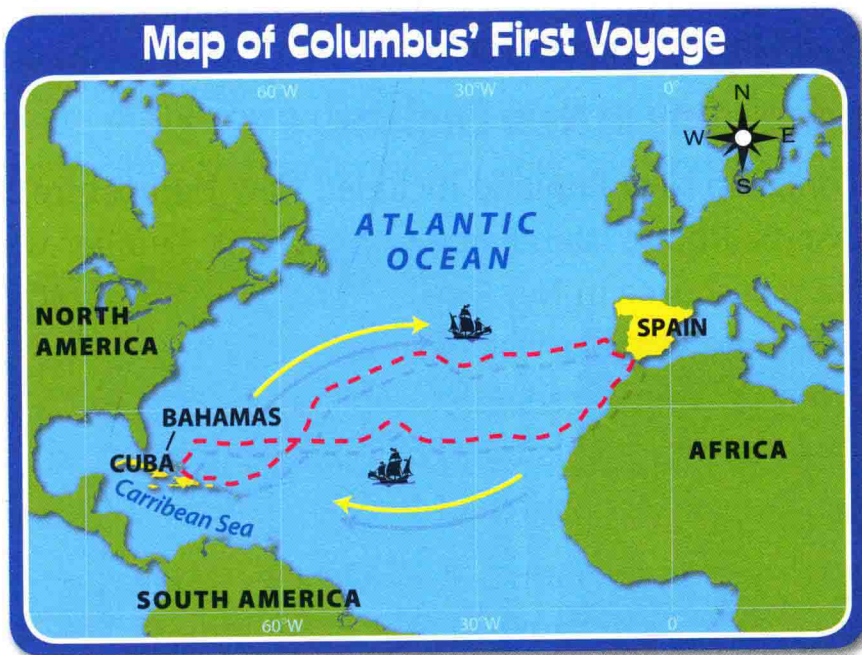 Map of Columbus' First Voyage
60°W
30°W
0°
N
W
E
S
ATLANTIC
OCEAN
NORTH
AMERICA
SPAIN
BAHAMAS
CUBA
AFRICA
Carribean Sea
SOUTH AMERICA
60°W
30°W
0°